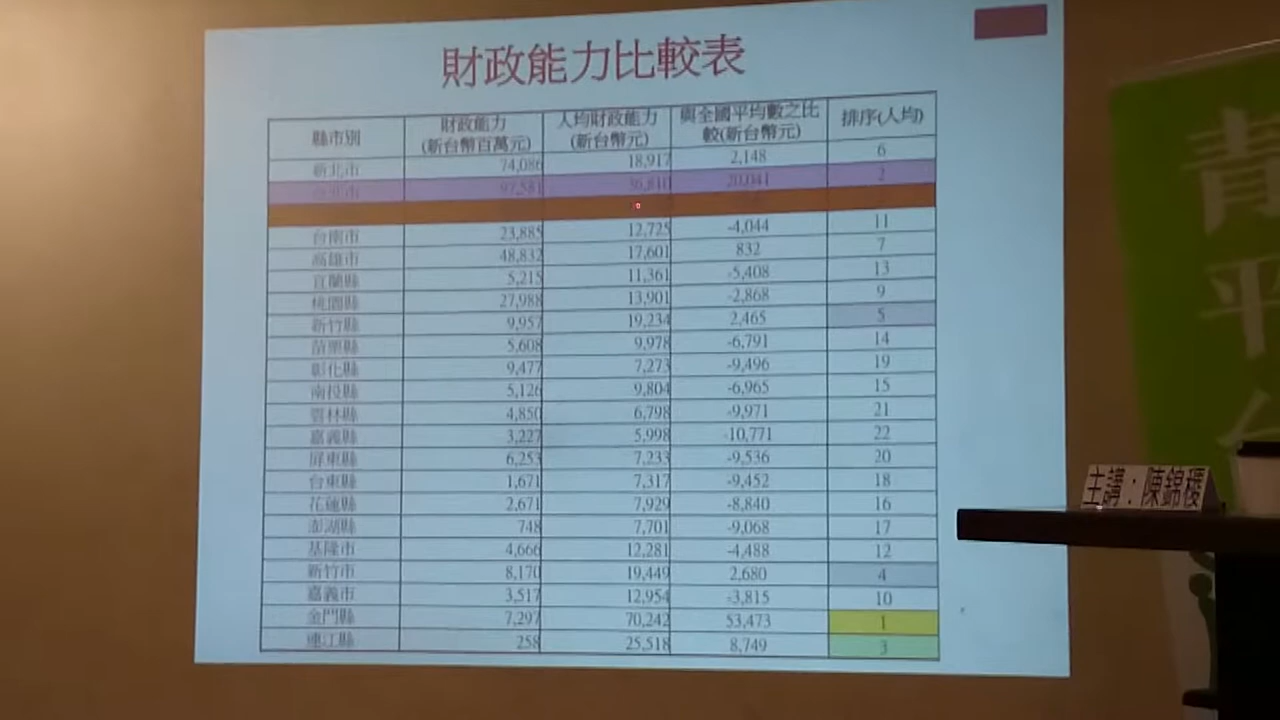 財政能力比較表
縣市別 財政能力(新台幣百萬元) 人均財政能力(新台幣元) 與全國平均數之比較(新台幣元) 排序(人均)
新北市 74,086 18,917 2,148 6
台北市 97,581 36,810 20,041 2
台南市 23,885 12,725 -4,044 11
高雄市 48,832 17,601 832 7
宜蘭縣 5,215 11,361 -5,408 13
桃園縣 27,988 13,901 -2,868 9
新竹縣 9,957 19,234 2,465 5
苗栗縣 5,608 9,978 -6,791 14
彰化縣 9,477 7,273 -9,496 19
南投縣 5,126 9,804 -6,965 15
雲林縣 4,850 6,798 -9,971 21
嘉義縣 3,227 5,998 -10,771 22
屏東縣 6,253 7,233 -9,536 20
台東縣 1,671 7,317 -9,452 18
花蓮縣 2,671 7,929 -8,840 16
澎湖縣 748 7,701 -9,068 17
基隆市 4,666 12,281 -4,488 12
新竹市 8,170 19,449 2,680 4
嘉義市 3,517 12,954 -3,815 10
金門縣 7,297 70,242 53,473 1
連江縣 258 25,518 8,749 3
青平台
主講：陳錦稷